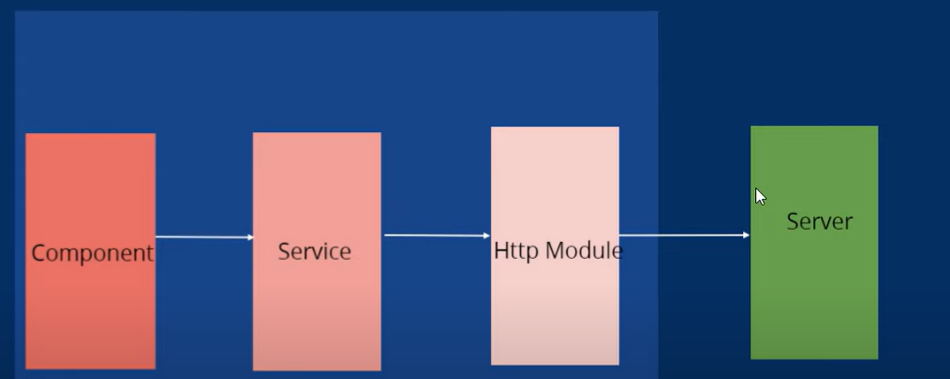 Component
Service
Http Module
Server